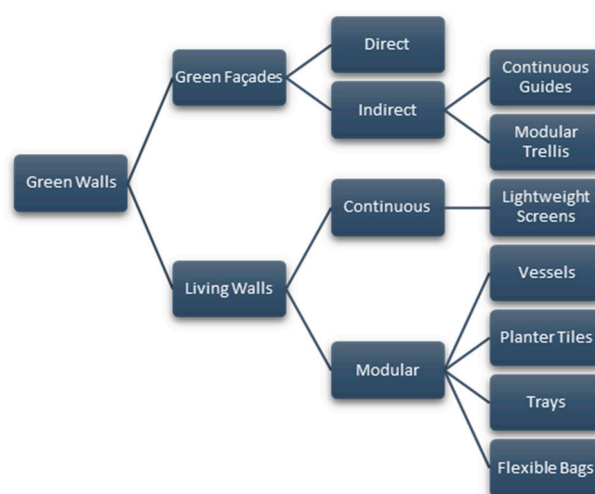 Green Walls
Green Façades
Direct
Indirect
Continuous
Guides
Modular
Trellis
Living Walls
Continuous
Lightweight
Screens
Modular
Vessels
Planter Tiles
Trays
Flexible Bags